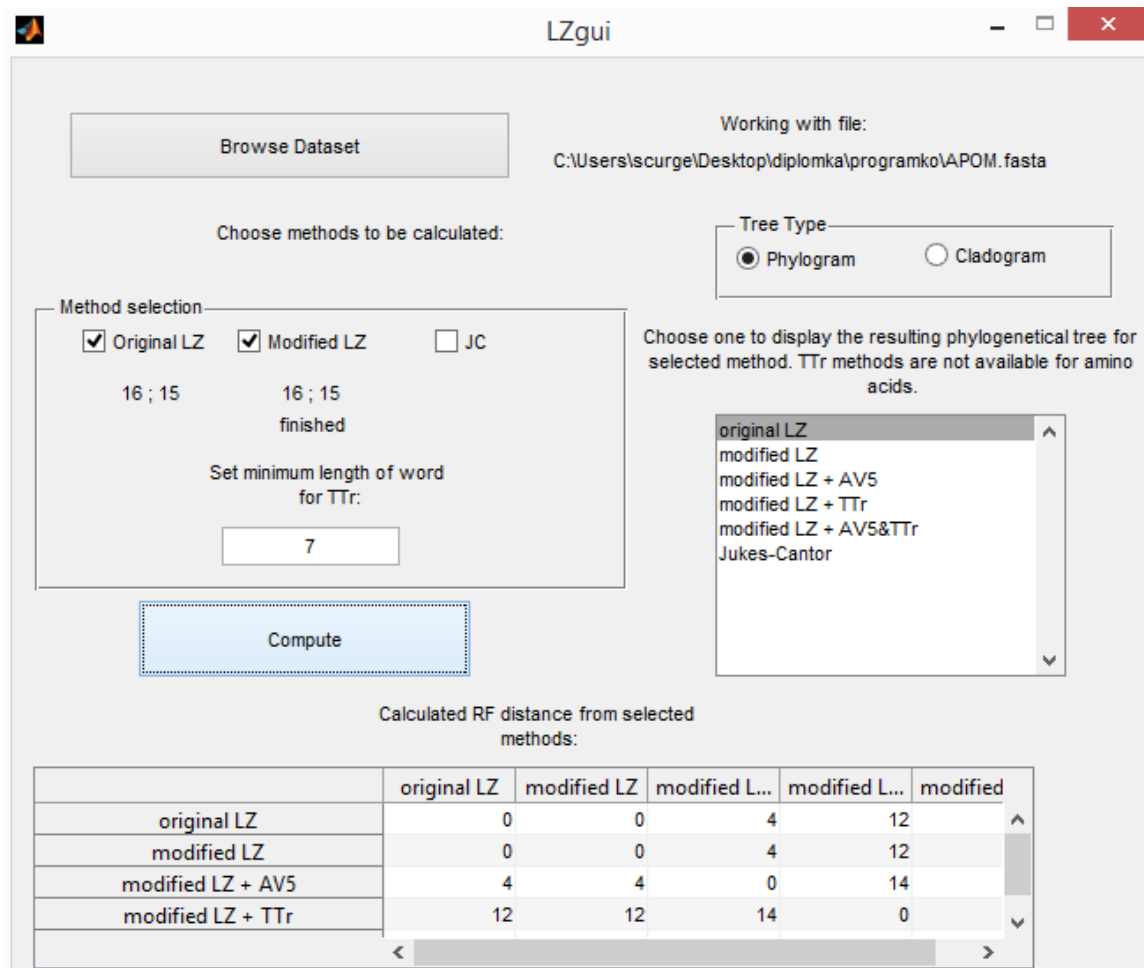 LZgui
Browse Dataset
Working with file:
C:\Users\scurge\Desktop\diplomka\programko\APOM.fasta
Choose methods to be calculated:
Tree Type
Phylogram
Cladogram
Method selection
Original LZ
Modified LZ
JC
16 ; 15
16 ; 15
finished
Set minimum length of word
for TTr:
7
Choose one to display the resulting phylogenetical tree for
selected method. TTr methods are not available for amino
acids.
original LZ
modified LZ
modified LZ + AV5
modified LZ + TTr
modified LZ + AV5&TTr
Jukes-Cantor
Compute
Calculated RF distance from selected
methods:
original LZ modified LZ modified L... modified L... modified
original LZ 0 0 4 12
modified LZ 0 0 4 12
modified LZ + AV5 4 4 0 14
modified LZ + TTr 12 12 14 0